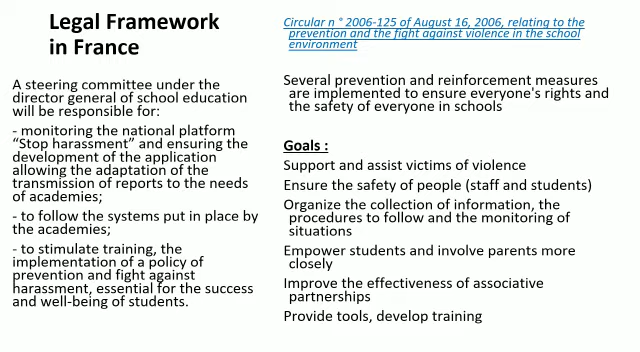 Legal Framework
in France
A steering committee under the
director general of school education
will be responsible for:
- monitoring the national platform
“Stop harassment” and ensuring the
development of the application
allowing the adaptation of the
transmission of reports to the needs
of academies;
- to follow the systems put in place by
the academies;
- to stimulate training, the
implementation of a policy of
prevention and fight against
harassment, essential for the success
and well-being of students.
Circular n ° 2006-125 of August 16, 2006, relating to the
prevention and the fight against violence in the school
environment
Several prevention and reinforcement measures
are implemented to ensure everyone's rights and
the safety of everyone in schools
Goals :
Support and assist victims of violence
Ensure the safety of people (staff and students)
Organize the collection of information, the
procedures to follow and the monitoring of
situations
Empower students and involve parents more
closely
Improve the effectiveness of associative
partnerships
Provide tools, develop training